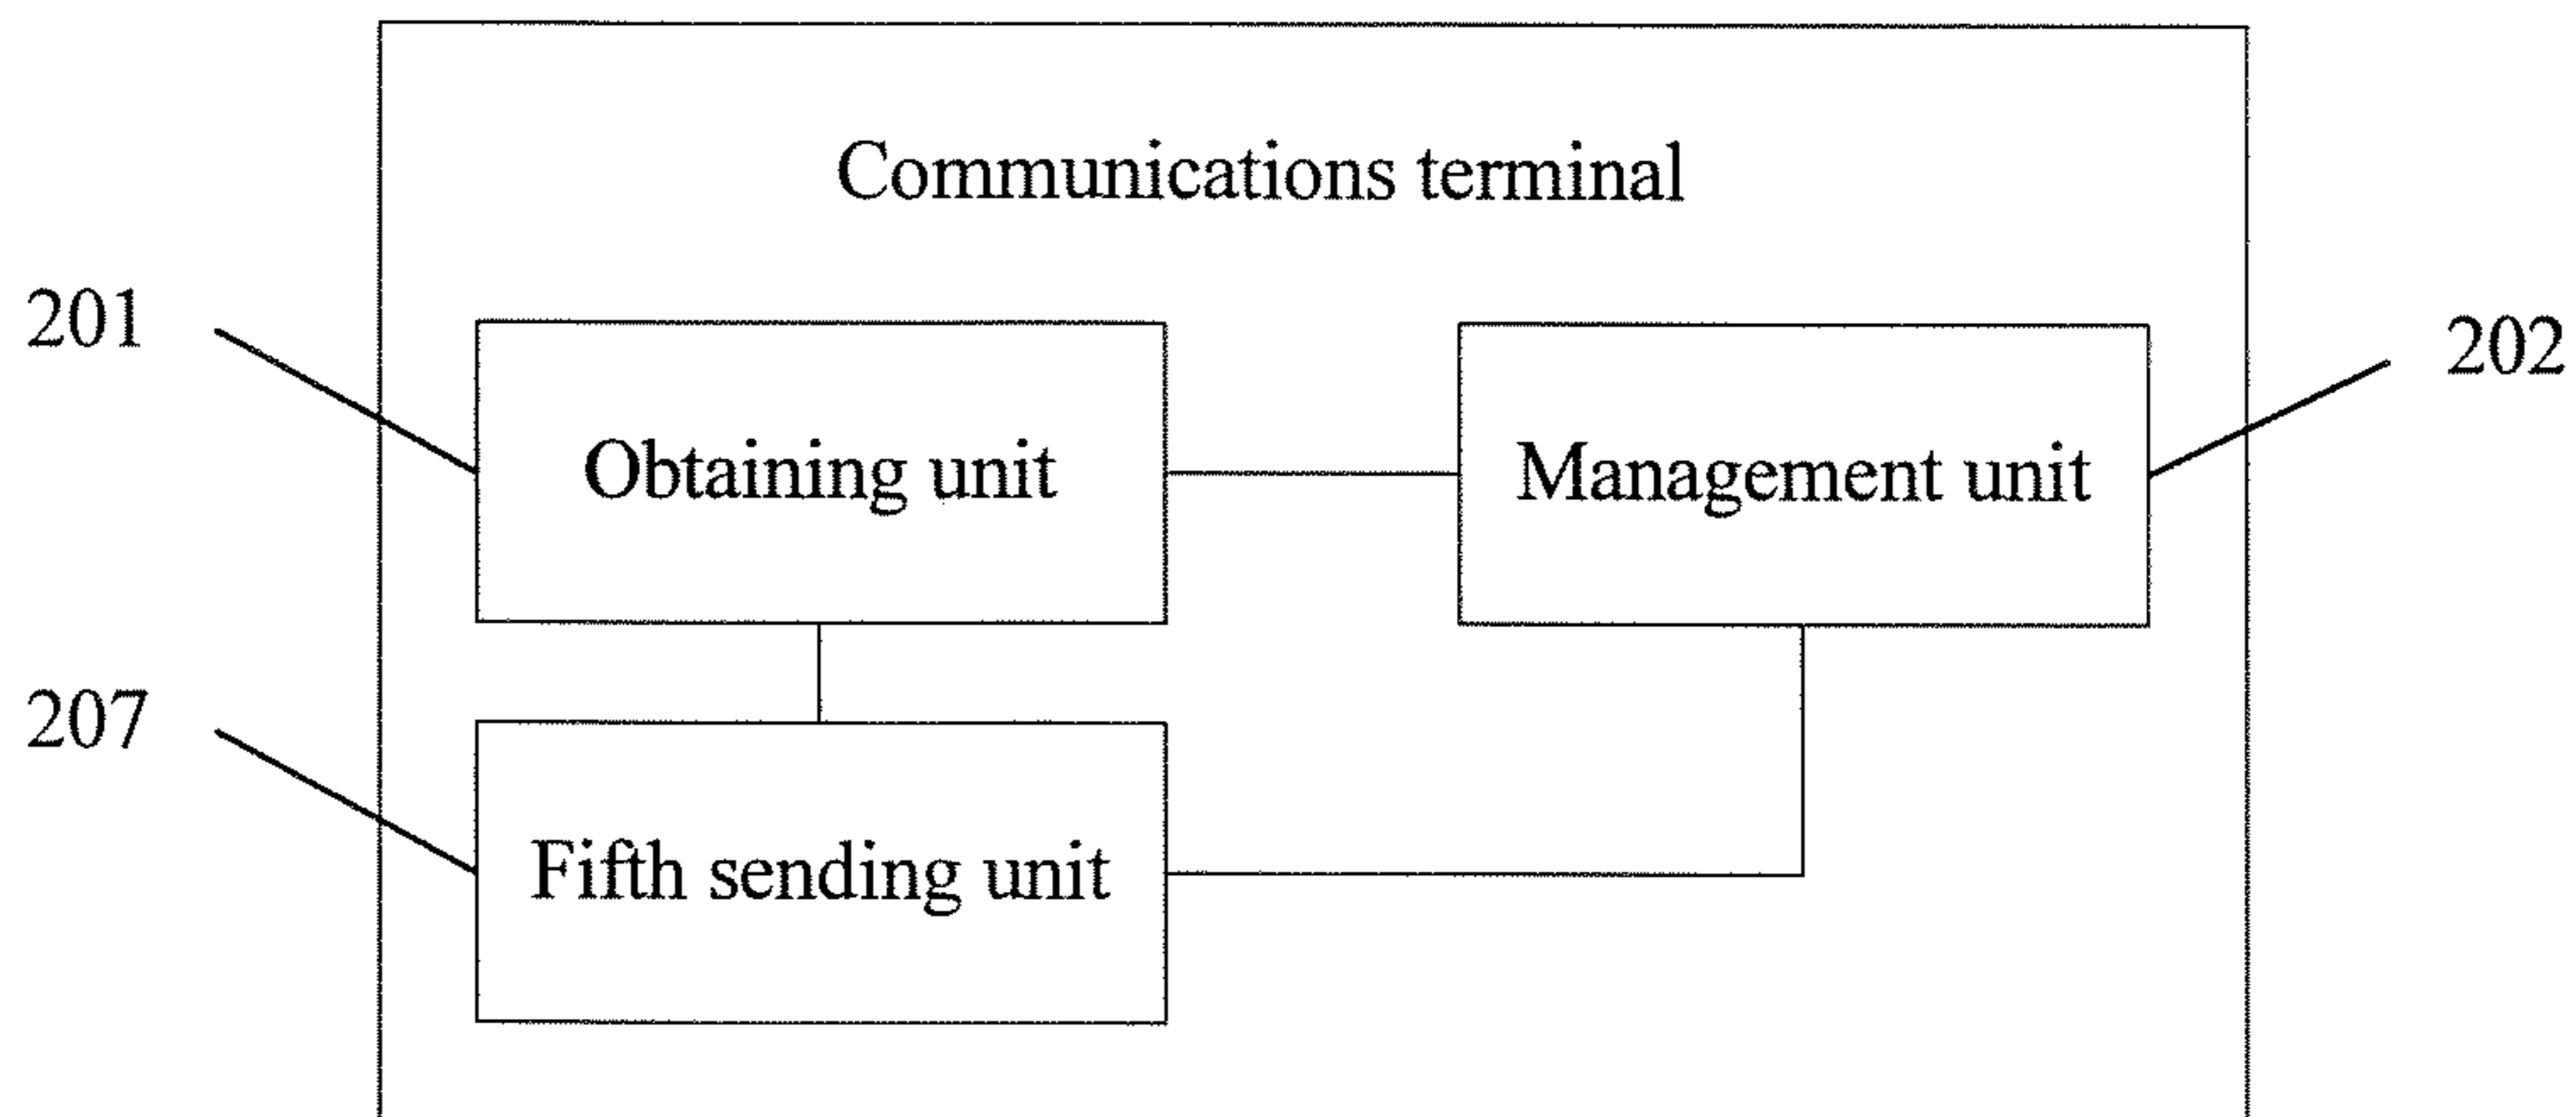 Communications terminal
201
202
Obtaining unit
Management unit
207
Fifth sending unit